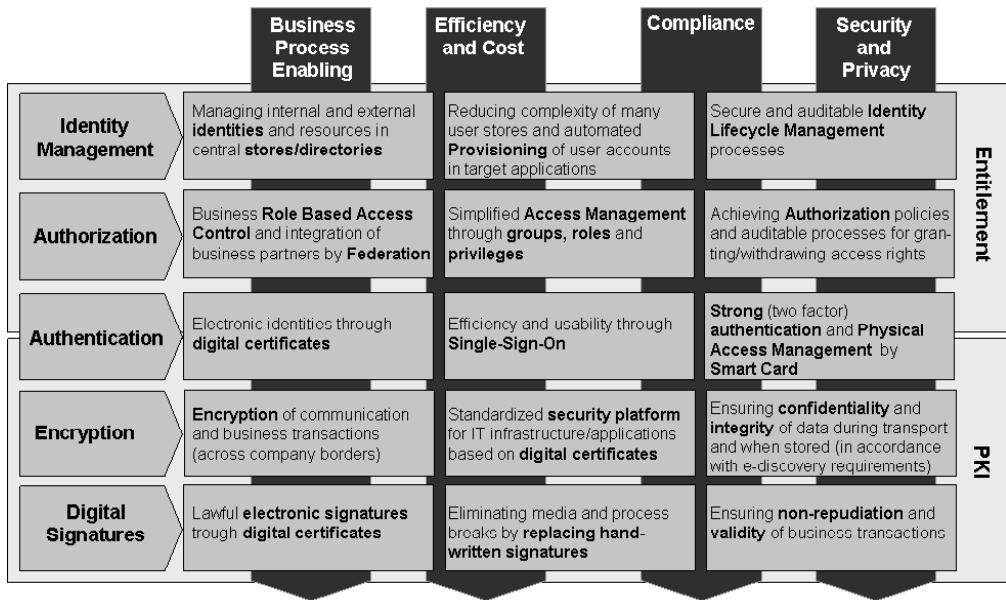 Business
Process
Enabling
Efficiency
and Cost
Compliance
Security
and
Privacy
Identity
Management
Managing internal and external
identities and resources in
central stores/directories
Reducing complexity of many
user stores and automated
Provisioning of user accounts
in target applications
Secure and auditable Identity
Lifecycle Management
processes
Authorization
Business Role Based Access
Control and integration of
business partners by Federation
Simplified Access Management
through groups, roles and
privileges
Achieving Authorization policies
and auditable processes for gran-
ting/withdrawing access rights
Entitlement
Authentication
Electronic identities through
digital certificates
Efficiency and usability through
Single-Sign-On
Strong (two factor)
authentication and Physical
Access Management by
Smart Card
Encryption
Encryption of communication
and business transactions
(across company borders)
Standardized security platform
for IT infrastructure/applications
based on digital certificates
Ensuring confidentiality and
integrity of data during transport
and when stored (in accordance
with e-discovery requirements)
PKI
Digital
Signatures
Lawful electronic signatures
trough digital certificates
Eliminating media and process
breaks by replacing hand-
written signatures
Ensuring non-repudiation and
validity of business transactions